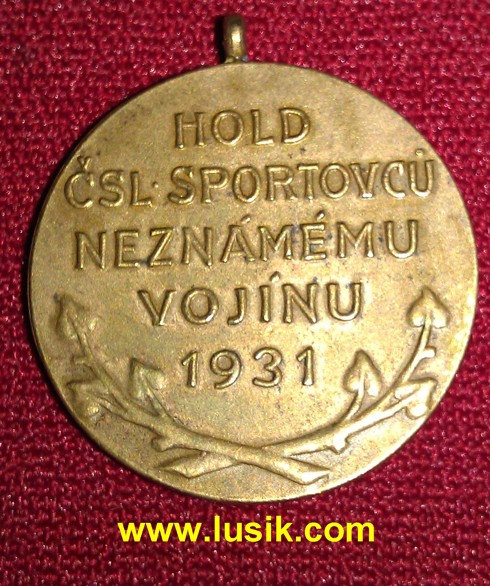 HOLD
ČSL. SPORTOVCŮ
NEZNÁMÉMU
VOJÍNU
1931
www.lusik.com